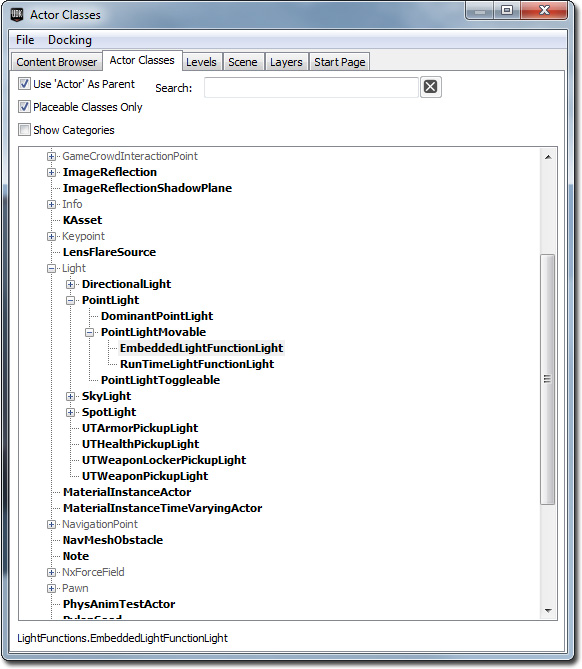 UDK Actor Classes
File Docking
Content Browser Actor Classes Levels Scene Layers Start Page
Use 'Actor' As Parent Search:
Placeable Classes Only
Show Categories
GameCrowdInteractionPoint
ImageReflection
ImageReflectionShadowPlane
Info
KAsset
Keypoint
LensFlareSource
Light
DirectionalLight
PointLight
DominantPointLight
PointLightMovable
EmbeddedLightFunctionLight
RunTimeLightFunctionLight
PointLightToggleable
SkyLight
SpotLight
UTArmorPickupLight
UTHealthPickupLight
UTWeaponLockerPickupLight
UTWeaponPickupLight
MaterialInstanceActor
MaterialInstanceTimeVaryingActor
NavigationPoint
NavMeshObstacle
Note
NxForceField
Pawn
PhysAnimTestActor
LightFunctions.EmbeddedLightFunctionLight